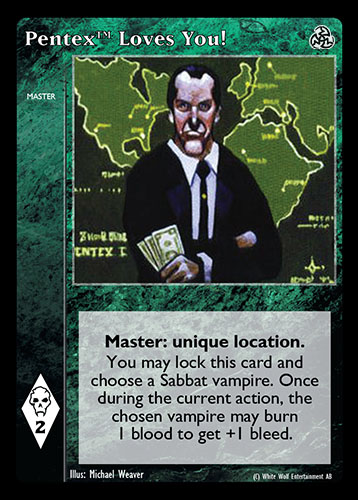 Pentex™ Loves You!
MASTER
ENTEX I
Master: unique location.
You may lock this card and
choose a Sabbat vampire. Once
during the current action, the
chosen vampire may burn
1 blood to get +1 bleed.
2
Illus: Michael Weaver
(C) White Wolf Entertainment AB